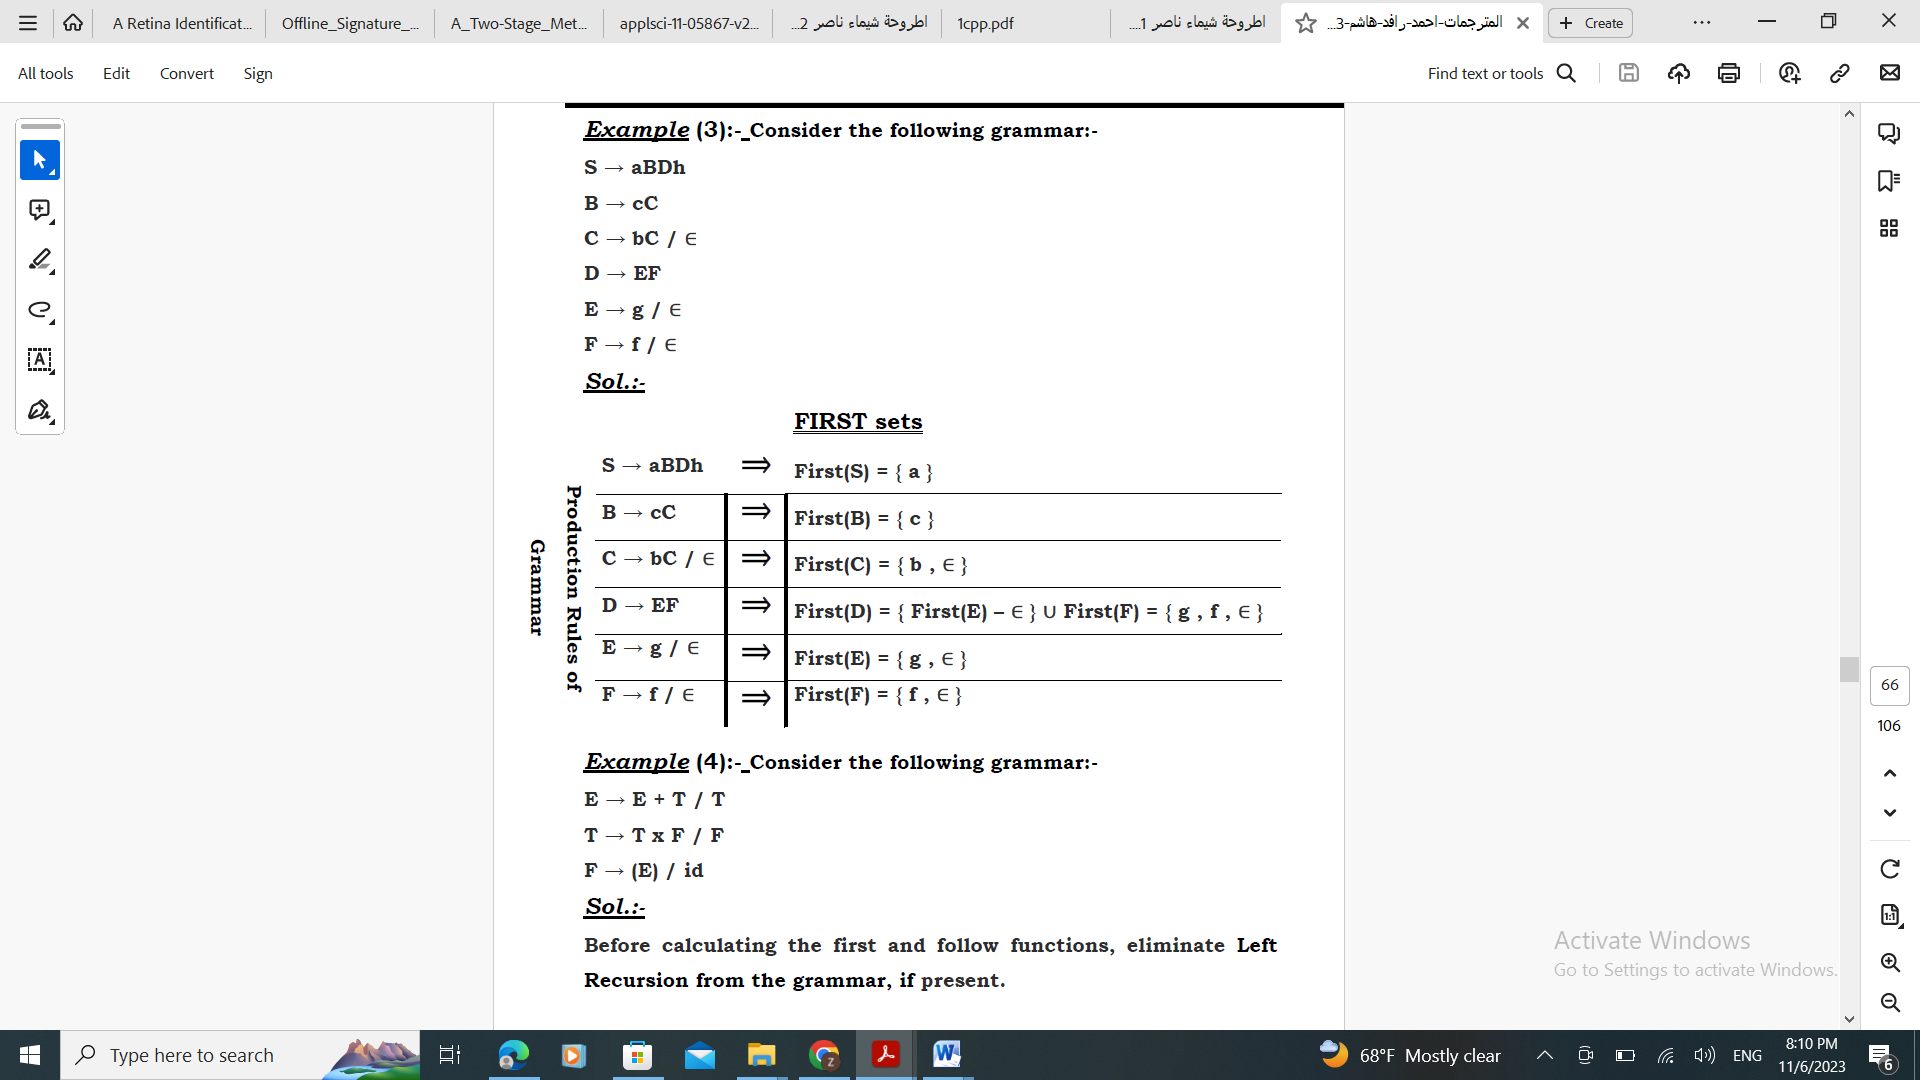 A Retina Identificat...
Offline_Signature_...
A_Two-Stage_Met...
applsci-11-05867-v2...
اطروحة شيماء ناصر 2...
1cpp.pdf
اطروحة شيماء ناصر 1....
المترجمات-احمد-رافد-هاشم-3...
Create
All tools
Edit
Convert
Sign
Find text or tools
Example (3):- Consider the following grammar:-
S → aBDh
B → cC
C → bC / ∈
D → EF
E → g / ∈
F → f / ∈
Sol.:-
FIRST sets
Production Rules of
Grammar
S → aBDh ⇒ First(S) = { a }
B → cC ⇒ First(B) = { c }
C → bC / ∈ ⇒ First(C) = { b , ∈ }
D → EF ⇒ First(D) = { First(E) – ∈ } ∪ First(F) = { g , f , ∈ }
E → g / ∈ ⇒ First(E) = { g , ∈ }
F → f / ∈ ⇒ First(F) = { f , ∈ }
Example (4):- Consider the following grammar:-
E → E + T / T
T → T x F / F
F → (E) / id
Sol.:-
Before calculating the first and follow functions, eliminate Left
Recursion from the grammar, if present.
66
106
1:1
Activate Windows
Go to Settings to activate Windows.
Type here to search
68°F Mostly clear
ENG
8:10 PM
11/6/2023
6